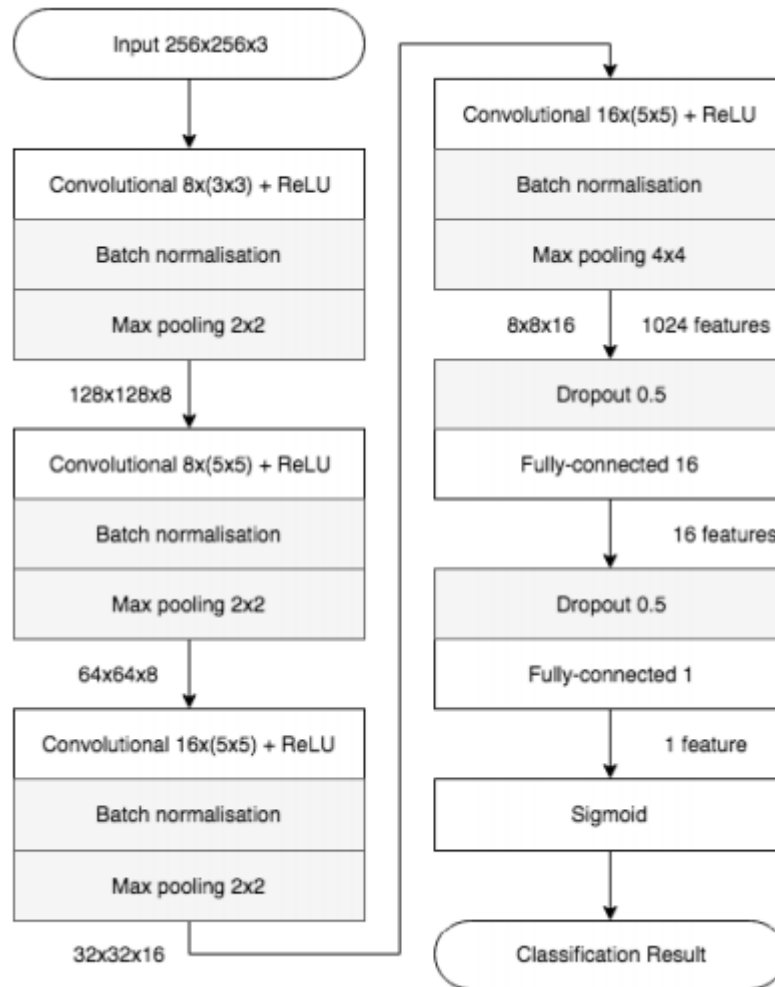 Input 256x256x3
Convolutional 8x(3x3) + ReLU
Batch normalisation
Max pooling 2x2
128x128x8
Convolutional 8x(5x5) + ReLU
Batch normalisation
Max pooling 2x2
64x64x8
Convolutional 16x(5x5) + ReLU
Batch normalisation
Max pooling 2x2
32x32x16
Convolutional 16x(5x5) + ReLU
Batch normalisation
Max pooling 4x4
8x8x16 1024 features
Dropout 0.5
Fully-connected 16
16 features
Dropout 0.5
Fully-connected 1
1 feature
Sigmoid
Classification Result